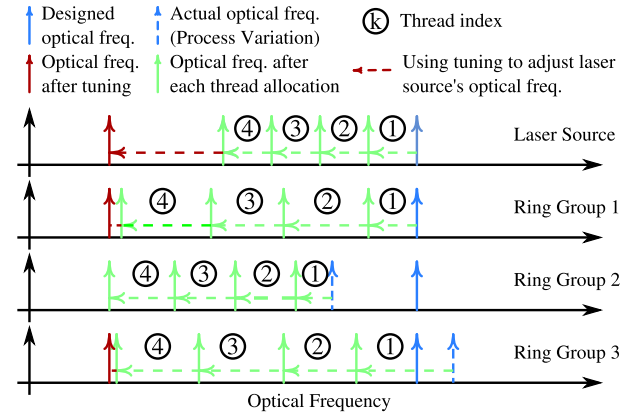 Designed
optical freq.
Actual optical freq.
(Process Variation)
k Thread index
Optical freq.
after tuning
Optical freq. after
each thread allocation
Using tuning to adjust laser
source's optical freq.
4 3 2 1
Laser Source
4 3 2 1
Ring Group 1
4 3 2 1
Ring Group 2
4 3 2 1
Ring Group 3
Optical Frequency